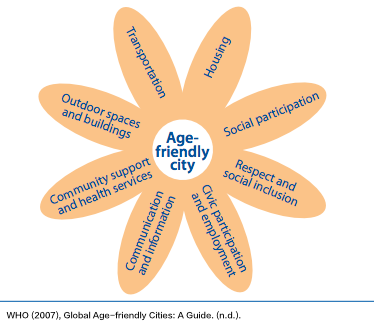 Age-
friendly
city
Transportation
Housing
Social participation
Respect and
social inclusion
Civic participation
and employment
Communication
and information
Community support
and health services
Outdoor spaces
and buildings
WHO (2007), Global Age-friendly Cities: A Guide. (n.d.).